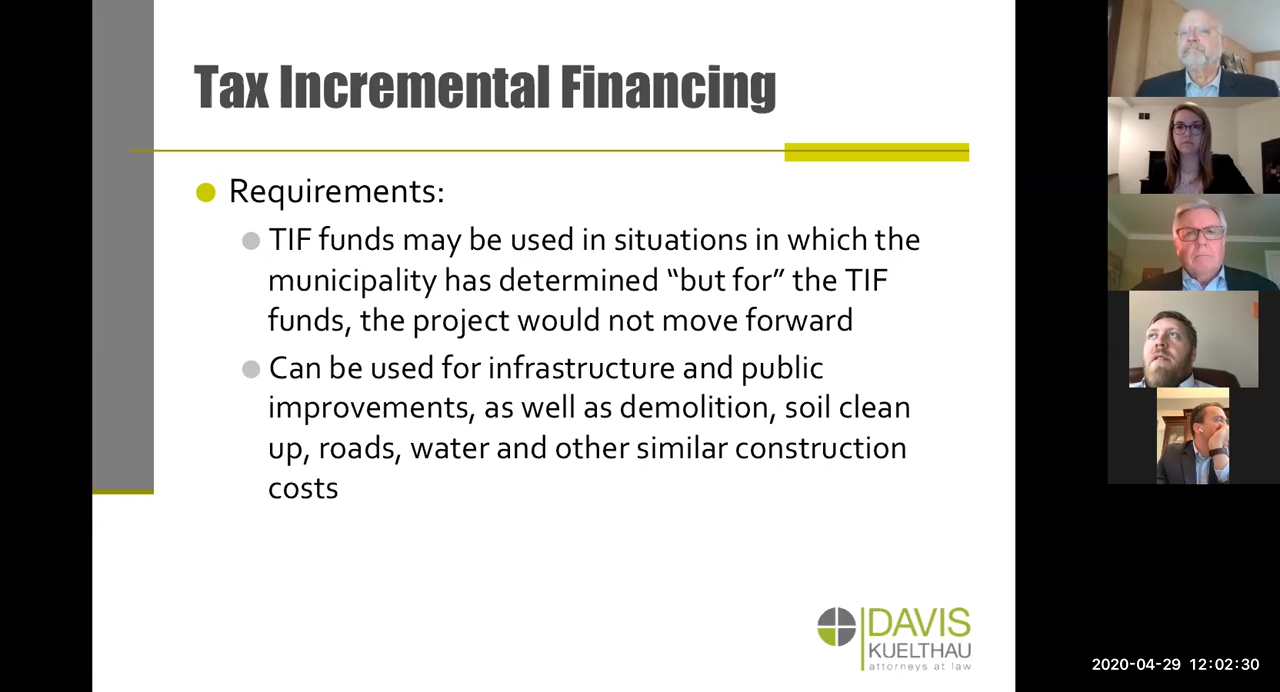 Tax Incremental Financing
Requirements:
TIF funds may be used in situations in which the
municipality has determined “but for” the TIF
funds, the project would not move forward
Can be used for infrastructure and public
improvements, as well as demolition, soil clean
up, roads, water and other similar construction
costs
DAVIS
KUELTHAU
attorneys at law
2020-04-29 12:02:30